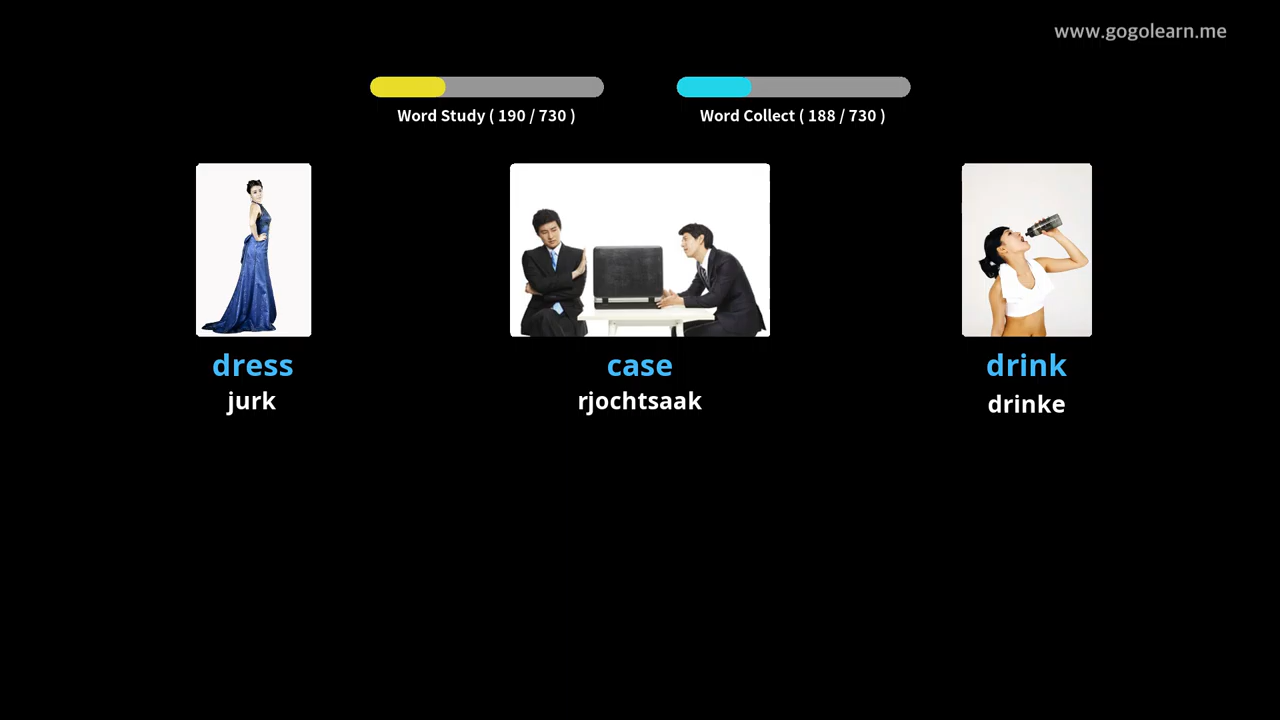 www.gogolearn.me
Word Study ( 190 / 730 )
Word Collect ( 188 / 730 )
dress
jurk
case
rjochtsaak
drink
drinke